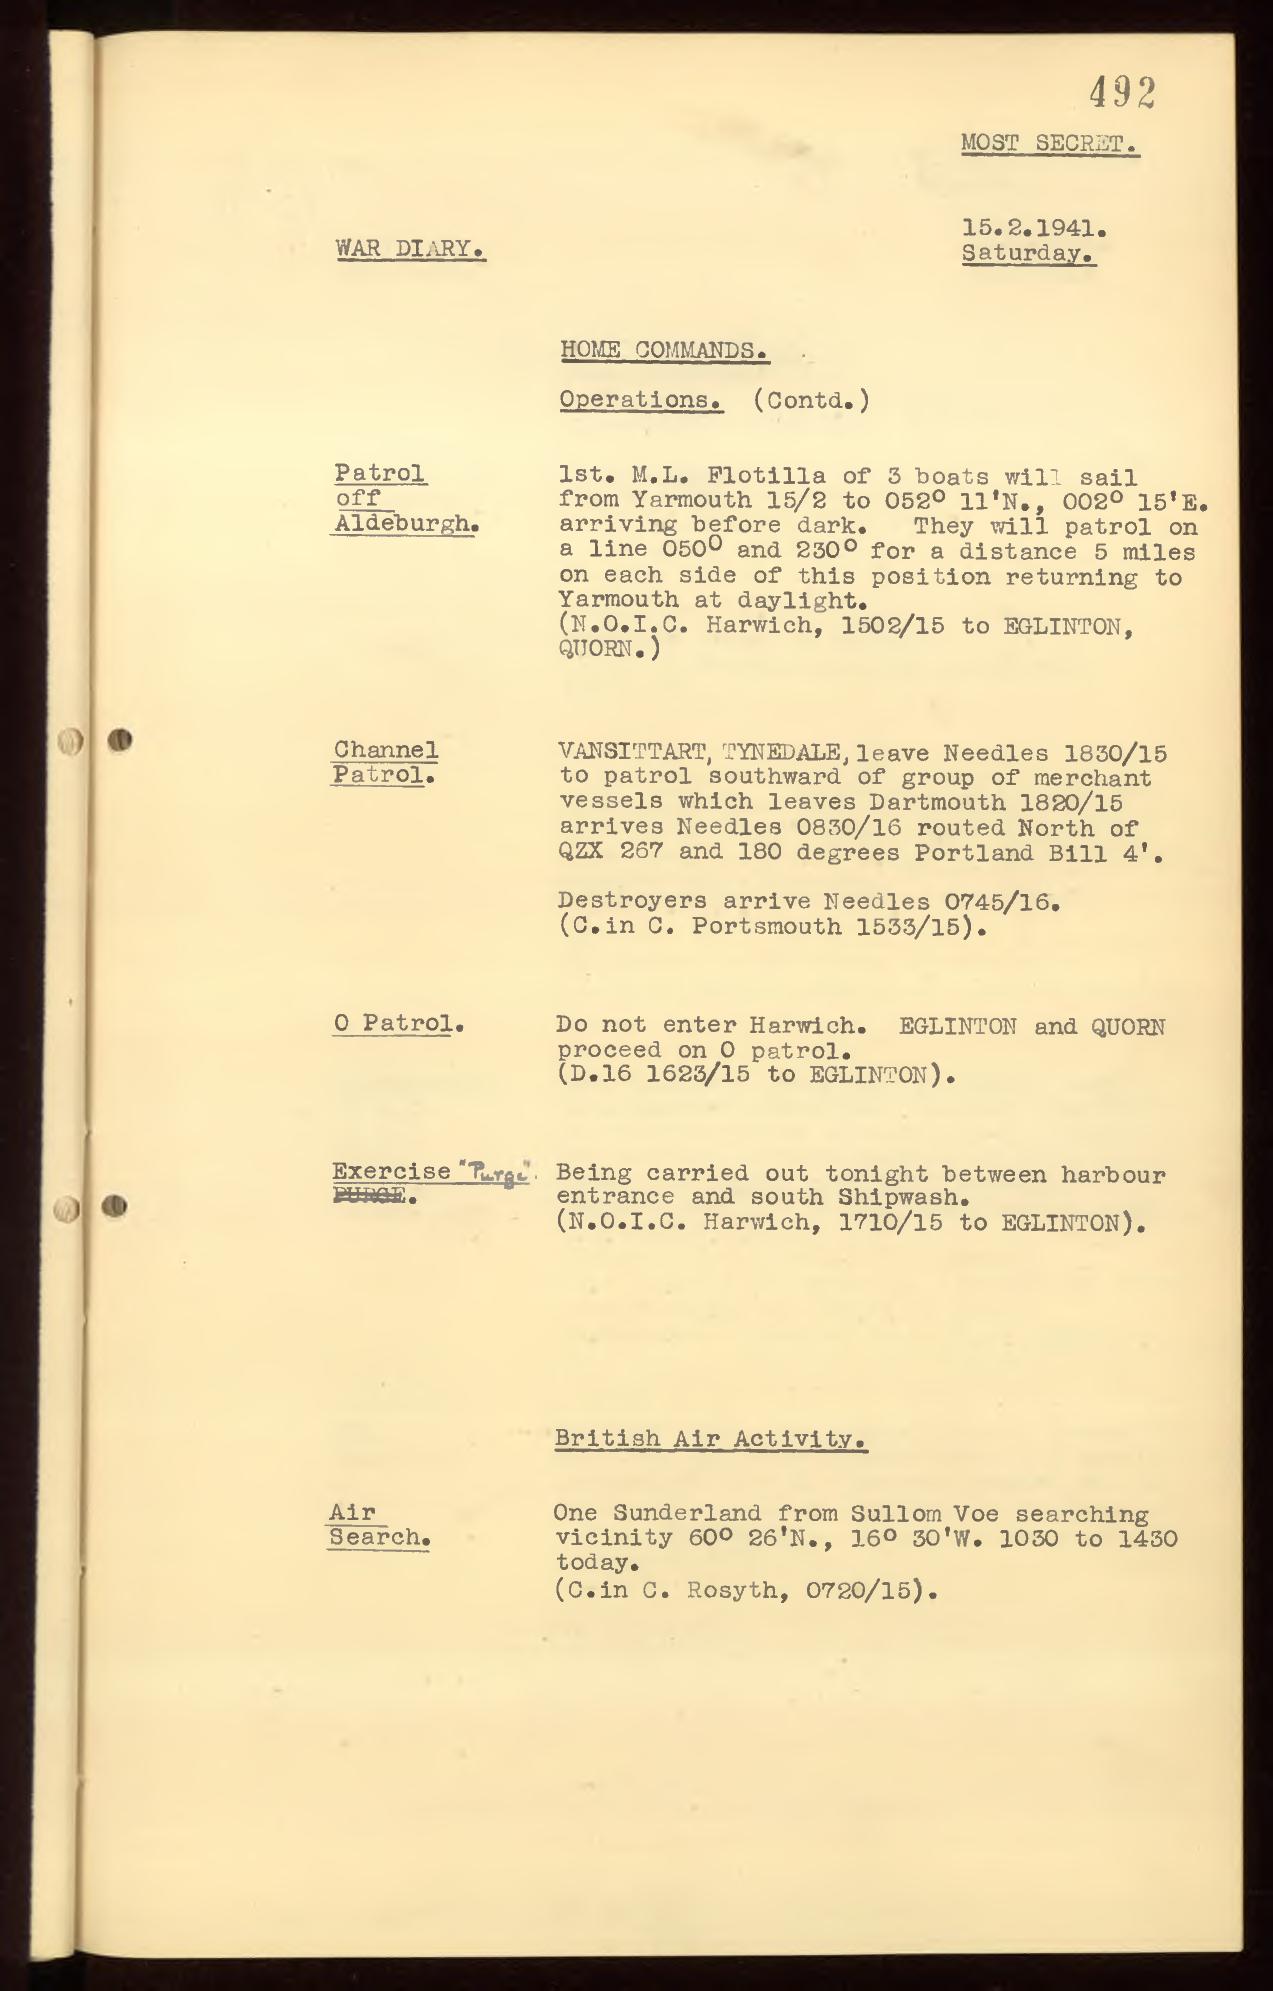 492
MOST SECRET.
15.2.1941.
WAR DIARY.
Saturday.
HOME COMMANDS.
Operations. (Contd.)
Patrol
off
Aldeburgh.
1st. M.L. Flotilla of 3 boats will sail
from Yarmouth 15/2 to 052º 11'N., 002º 15'E.
arriving before dark. They will patrol on
a line 050º and 230º for a distance 5 miles
on each side of this position returning to
Yarmouth at daylight.
(N.O.I.C. Harwich, 1502/15 to EGLINTON,
QUORN.)
Channel
Patrol.
VANSITTART, TYNEDALE, leave Needles 1830/15
to patrol southward of group of merchant
vessels which leaves Dartmouth 1820/15
arrives Needles 0830/16 routed North of
QZX 267 and 180 degrees Portland Bill 4'.
Destroyers arrive Needles 0745/16.
(C.in C. Portsmouth 1533/15).
O Patrol.
Do not enter Harwich. EGLINTON and QUORN
proceed on O patrol.
(D.16 1623/15 to EGLINTON).
Exercise "Purge".
PURGE.
Being carried out tonight between harbour
entrance and south Shipwash.
(N.O.I.C. Harwich, 1710/15 to EGLINTON).
British Air Activity.
Air
Search.
One Sunderland from Sullom Voe searching
vicinity 60º 26'N., 16º 30'W. 1030 to 1430
today.
(C.in C. Rosyth, 0720/15).